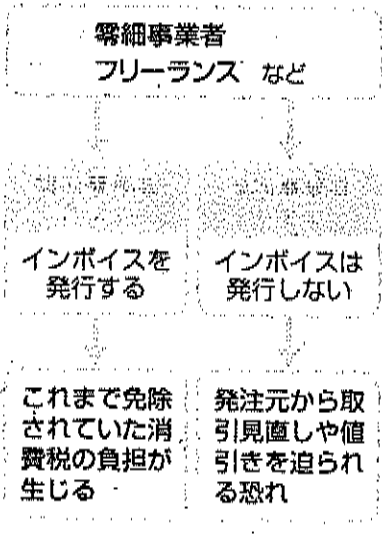 零細事業者
フリーランス など
インボイスを
発行する
インボイスは
発行しない
これまで免除
されていた消
費税の負担が
生じる
発注元から取
引見直しや値
引きを迫られ
る恐れ